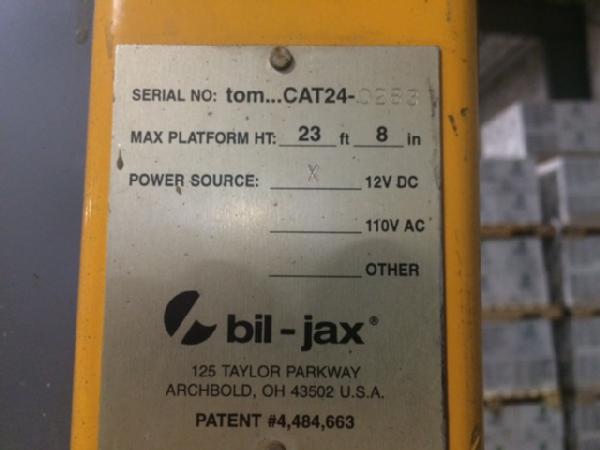 SERIAL NO: tom...CAT24-0283
MAX PLATFORM HT: 23 ft 8 in
POWER SOURCE: X 12V DC
110V AC
OTHER
bil-jax®
125 TAYLOR PARKWAY
ARCHBOLD, OH 43502 U.S.A.
PATENT #4,484,663